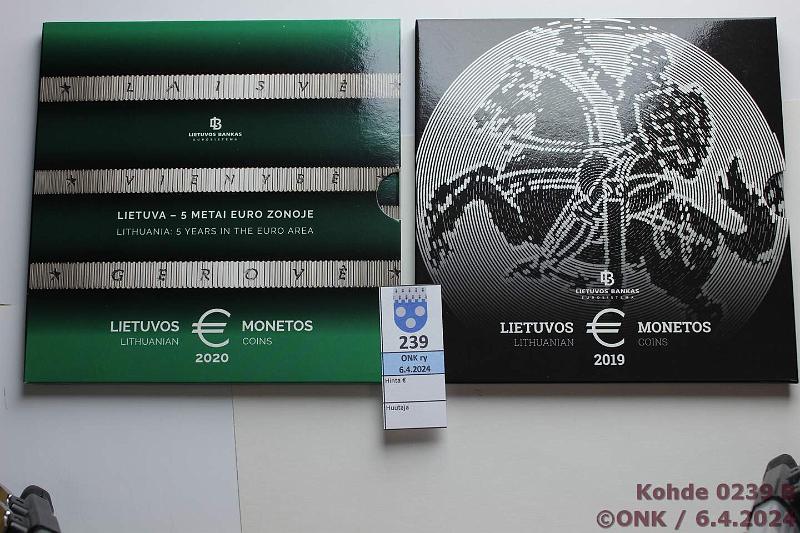 LAISVĖ
LIETUVOS BANKAS
EUROSISTEMA
VIENYBĖ
LIETUVA – 5 METAI EURO ZONOJE
LITHUANIA: 5 YEARS IN THE EURO AREA
GEROVĖ
LIETUVOS € MONETOS
LITHUANIAN COINS
2020
LIETUVOS BANKAS
EUROSISTEMA
LIETUVOS € MONETOS
LITHUANIAN COINS
2019
239
ONK ry
6.4.2024
Hinta €
Huutaja
Kohde 0239 B
©ONK / 6.4.2024